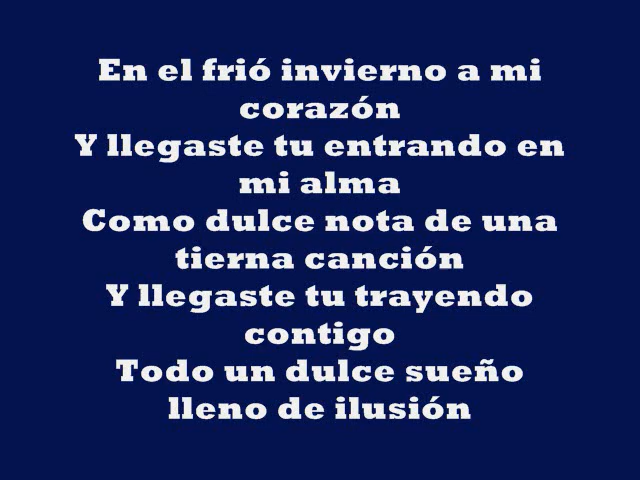 En el frió invierno a mi
corazón
Y llegaste tu entrando en
mi alma
Como dulce nota de una
tierna canción
Y llegaste tu trayendo
contigo
Todo un dulce sueño
lleno de ilusión